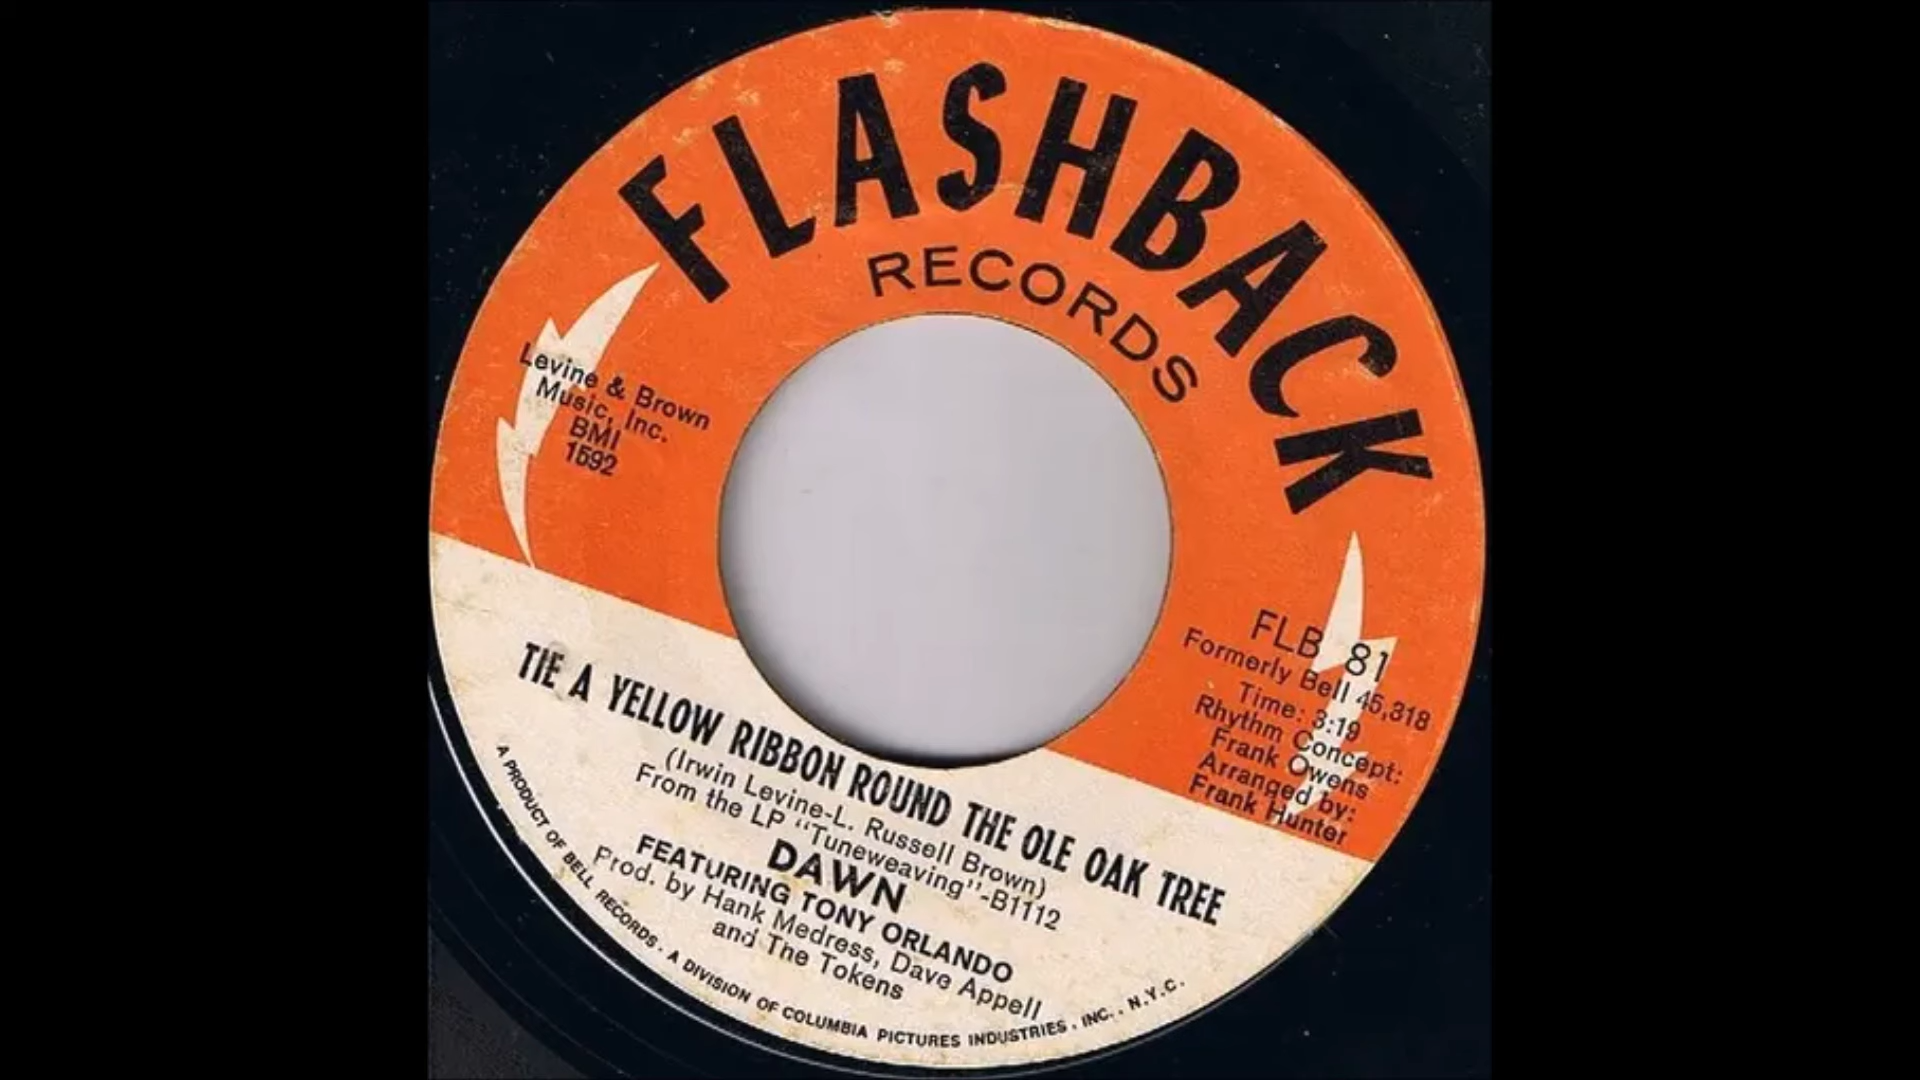 FLASHBACK
RECORDS
Levine & Brown
Music, Inc.
BMI
1592
FLB 81
Formerly Bell 45,318
Time: 3:19
Rhythm Concept:
Frank Owens
Arranged by:
Frank Hunter
TIE A YELLOW RIBBON ROUND THE OLE OAK TREE
(Irwin Levine-L. Russell Brown)
From the LP "Tuneweaving"-B1112
DAWN
FEATURING TONY ORLANDO
Prod. by Hank Medress, Dave Appell
and The Tokens
A PRODUCT OF BELL RECORDS. A DIVISION OF COLUMBIA PICTURES INDUSTRIES, INC., N.Y.C.